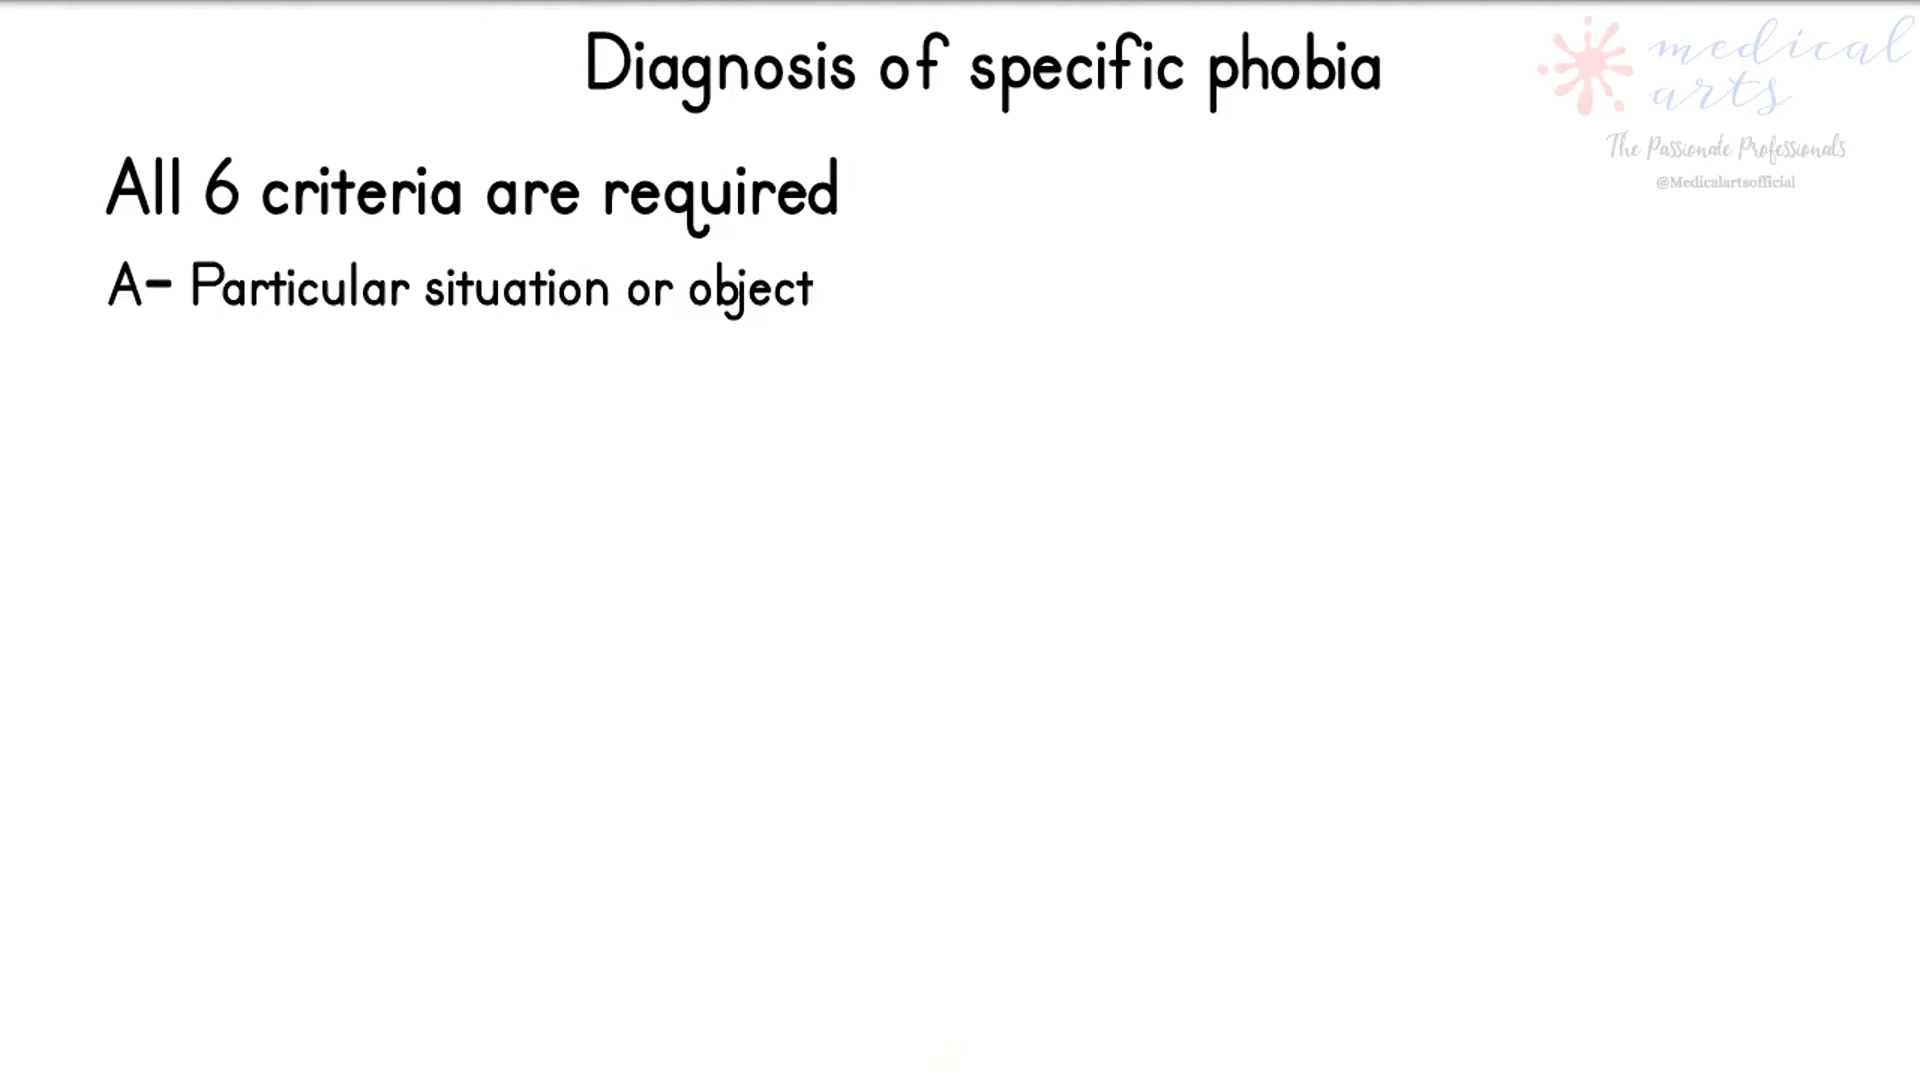 Diagnosis of specific phobia
medical
arts
The Passionate Professionals
@Medicalartsofficial
All 6 criteria are required
A- Particular situation or object